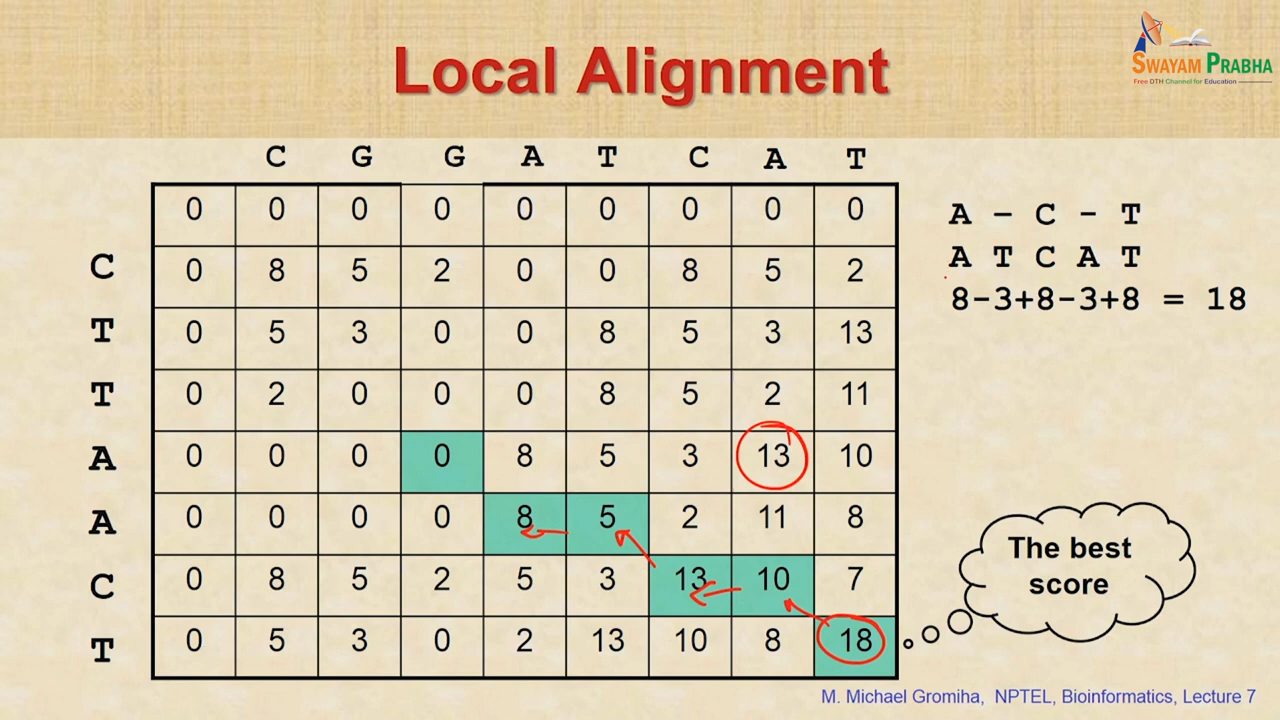 Local Alignment
SWAYAM PRABHA
Free DTH Channel for Education
C G G A T C A T
0 0 0 0 0 0 0 0 0
C 0 8 5 2 0 0 8 5 2
T 0 5 3 0 0 8 5 3 13
T 0 2 0 0 0 8 5 2 11
A 0 0 0 0 8 5 3 13 10
A 0 0 0 0 8 5 2 11 8
C 0 8 5 2 5 3 13 10 7
T 0 5 3 0 2 13 10 8 18
A - C - T
A T C A T
8-3+8-3+8 = 18
The best
score
M. Michael Gromiha, NPTEL, Bioinformatics, Lecture 7